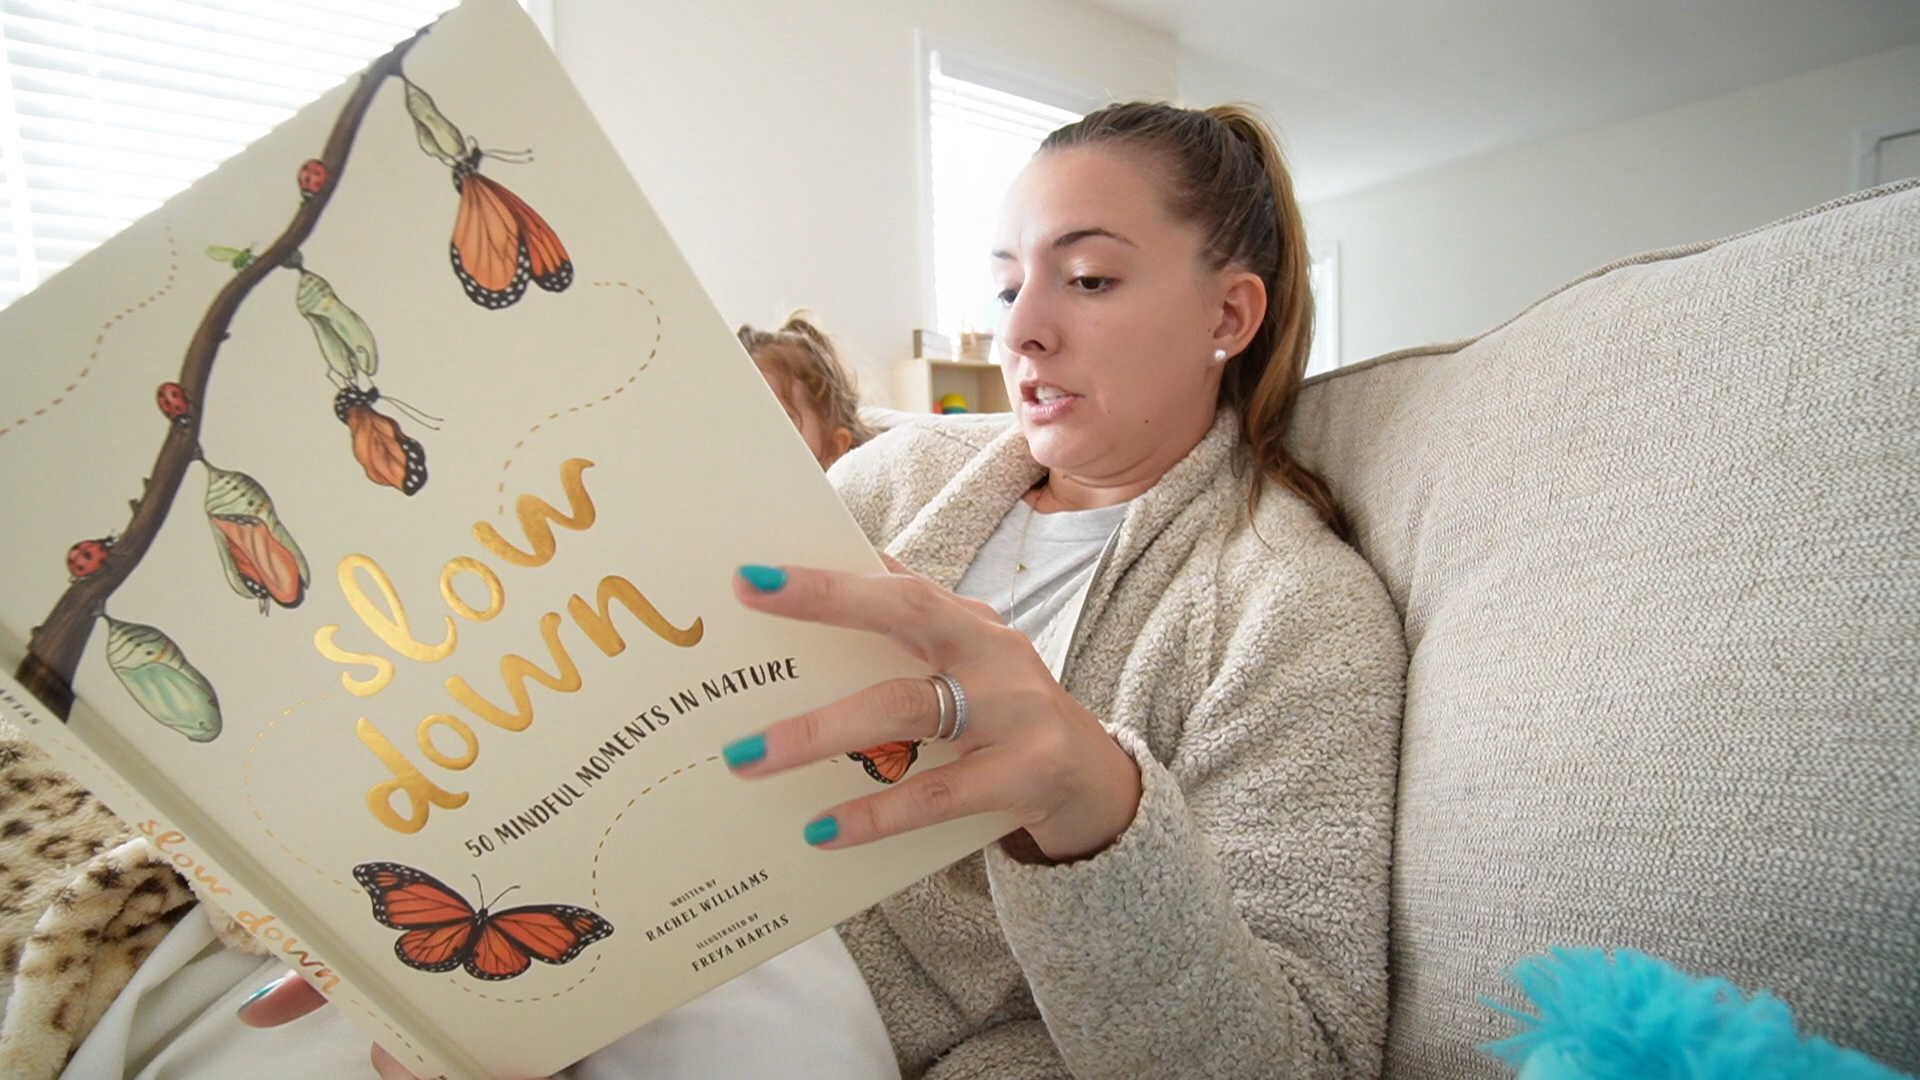 slow
down
50 MINDFUL MOMENTS IN NATURE
WRITTEN BY
RACHEL WILLIAMS
ILLUSTRATED BY
FREYA HARTAS
slow down